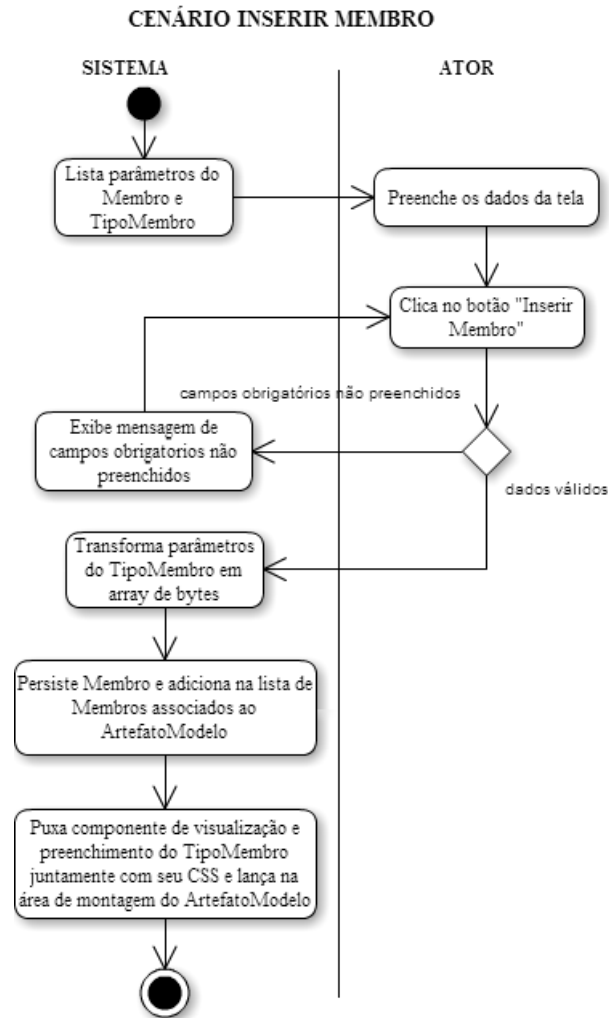 CENÁRIO INSERIR MEMBRO
SISTEMA
ATOR
Lista parâmetros do
Membro e
TipoMembro
Preenche os dados da tela
Clica no botão "Inserir
Membro"
campos obrigatórios não preenchidos
Exibe mensagem de
campos obrigatorios não
preenchidos
dados válidos
Transforma parâmetros
do TipoMembro em
array de bytes
Persiste Membro e adiciona na lista de
Membros associados ao
ArtefatoModelo
Puxa componente de visualização e
preenchimento do TipoMembro
juntamente com seu CSS e lança na
área de montagem do ArtefatoModelo